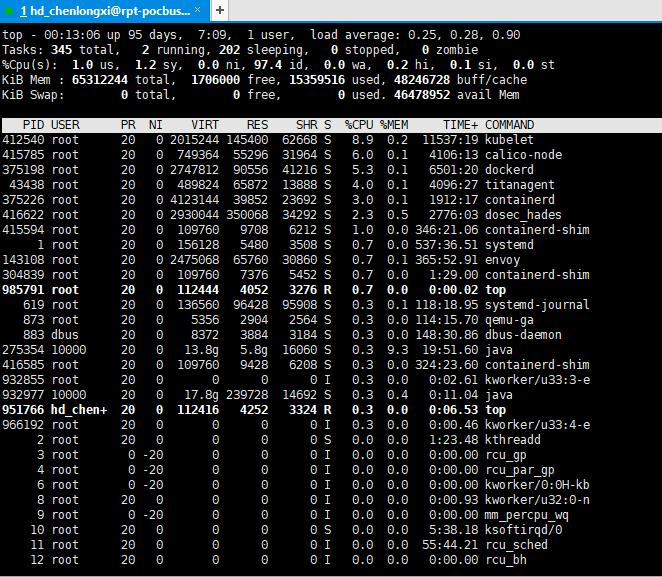 1 hd_chenlongxi@rpt-pocbus... × +
top - 00:13:06 up 95 days,  7:09,  1 user,  load average: 0.25, 0.28, 0.90
Tasks: 345 total,   2 running, 202 sleeping,   0 stopped,   0 zombie
%Cpu(s):  1.0 us,  1.2 sy,  0.0 ni, 97.4 id,  0.0 wa,  0.2 hi,  0.1 si,  0.0 st
KiB Mem : 65312244 total,  1706000 free, 15359516 used, 48246728 buff/cache
KiB Swap:        0 total,        0 free,        0 used. 46478952 avail Mem
PID USER      PR  NI    VIRT    RES    SHR S  %CPU %MEM     TIME+ COMMAND
412540 root      20   0 2015244 145400  62668 S   8.9  0.2  11537:19 kubelet
415785 root      20   0  749364  55296  31964 S   6.0  0.1   4106:13 calico-node
375198 root      20   0 2747812  90556  41216 S   5.3  0.1   6501:20 dockerd
43438 root      20   0  489824  65872  13888 S   4.0  0.1   4096:27 titanagent
375226 root      20   0 4123144  39852  23692 S   3.0  0.1   1912:17 containerd
416622 root      20   0 2930044 350068  34292 S   2.3  0.5   2776:03 dosec_hades
415594 root      20   0  109760   9708   6212 S   1.0  0.0 346:21.06 containerd-shim
1 root      20   0  156128   5480   3508 S   0.7  0.0 537:36.51 systemd
143108 root      20   0 2475068  65760  30860 S   0.7  0.1 365:52.91 envoy
304839 root      20   0  109760   7376   5452 S   0.7  0.0   1:29.00 containerd-shim
985791 root      20   0  112444   4052   3276 R   0.7  0.0   0:00.02 top
619 root      20   0  136560  96428  95908 S   0.3  0.1 118:18.95 systemd-journal
873 root      20   0    5356   2904   2564 S   0.3  0.0 114:15.70 qemu-ga
883 dbus      20   0    8372   3884   3184 S   0.3  0.0 148:30.86 dbus-daemon
275354 10000     20   0   13.8g   5.8g  16060 S   0.3  9.3  19:51.60 java
416585 root      20   0  109760   9428   6208 S   0.3  0.0 324:23.60 containerd-shim
932855 root      20   0       0      0      0 I   0.3  0.0   0:02.61 kworker/u33:3-e
932977 10000     20   0   17.8g 239728  14692 S   0.3  0.4   0:11.04 java
951766 hd_chen+  20   0  112416   4252   3324 R   0.3  0.0   0:06.53 top
966192 root      20   0       0      0      0 I   0.3  0.0   0:00.46 kworker/u33:4-e
2 root      20   0       0      0      0 S   0.0  0.0   1:23.48 kthreadd
3 root       0 -20       0      0      0 I   0.0  0.0   0:00.00 rcu_gp
4 root       0 -20       0      0      0 I   0.0  0.0   0:00.00 rcu_par_gp
6 root       0 -20       0      0      0 I   0.0  0.0   0:00.00 kworker/0:0H-kb
8 root      20   0       0      0      0 I   0.0  0.0   0:00.93 kworker/u32:0-n
9 root       0 -20       0      0      0 I   0.0  0.0   0:00.00 mm_percpu_wq
10 root      20   0       0      0      0 S   0.0  0.0   5:38.18 ksoftirqd/0
11 root      20   0       0      0      0 I   0.0  0.0  55:44.21 rcu_sched
12 root      20   0       0      0      0 I   0.0  0.0   0:00.00 rcu_bh